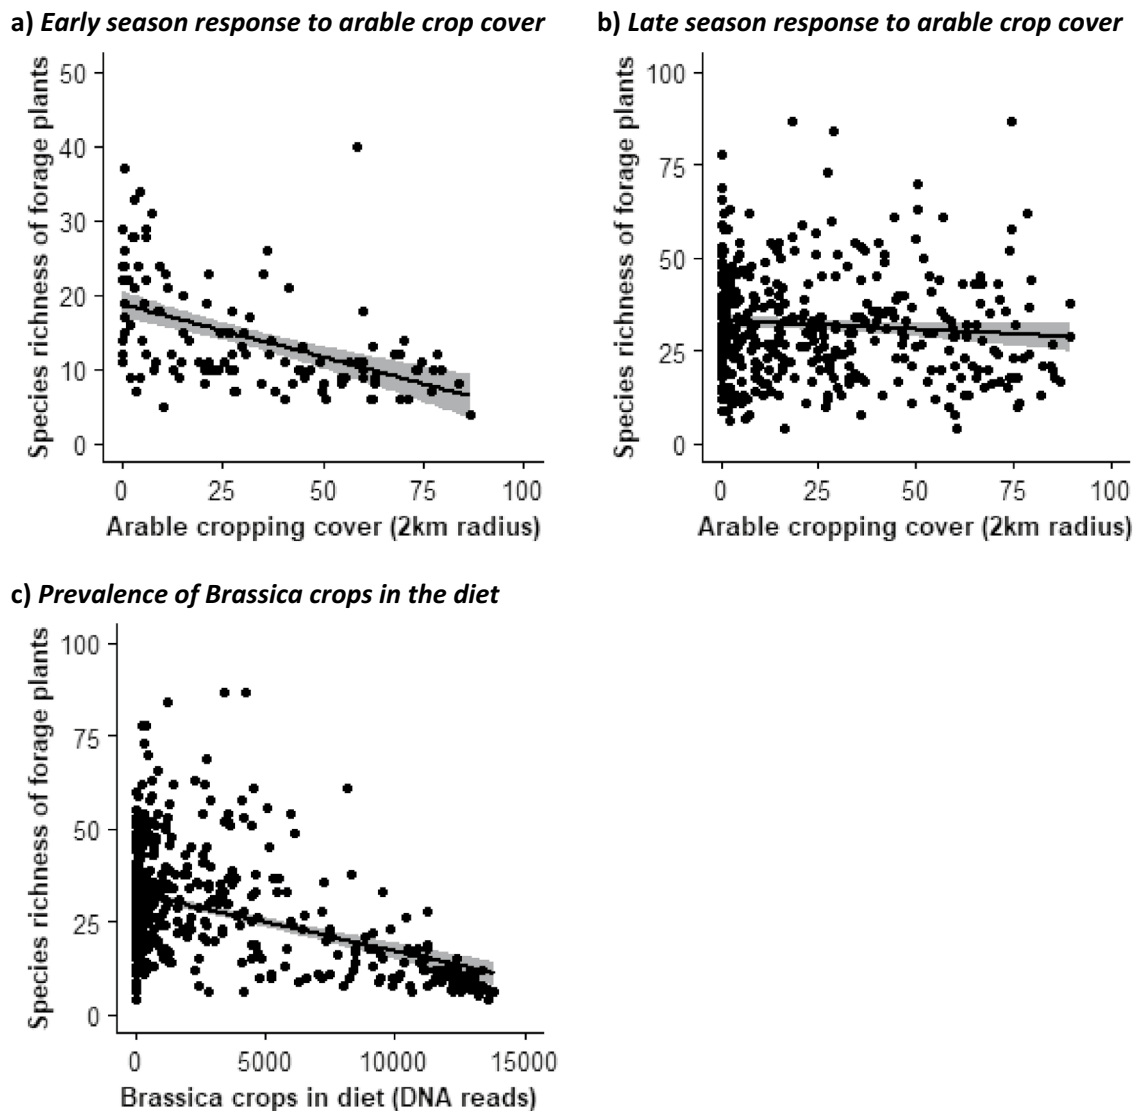 a) Early season response to arable crop cover
Species richness of forage plants
50
40
30
20
10
0
0 25 50 75 100
Arable cropping cover (2km radius)
b) Late season response to arable crop cover
Species richness of forage plants
100
75
50
25
0
0 25 50 75 100
Arable cropping cover (2km radius)
c) Prevalence of Brassica crops in the diet
Species richness of forage plants
100
75
50
25
0
0 5000 10000 15000
Brassica crops in diet (DNA reads)